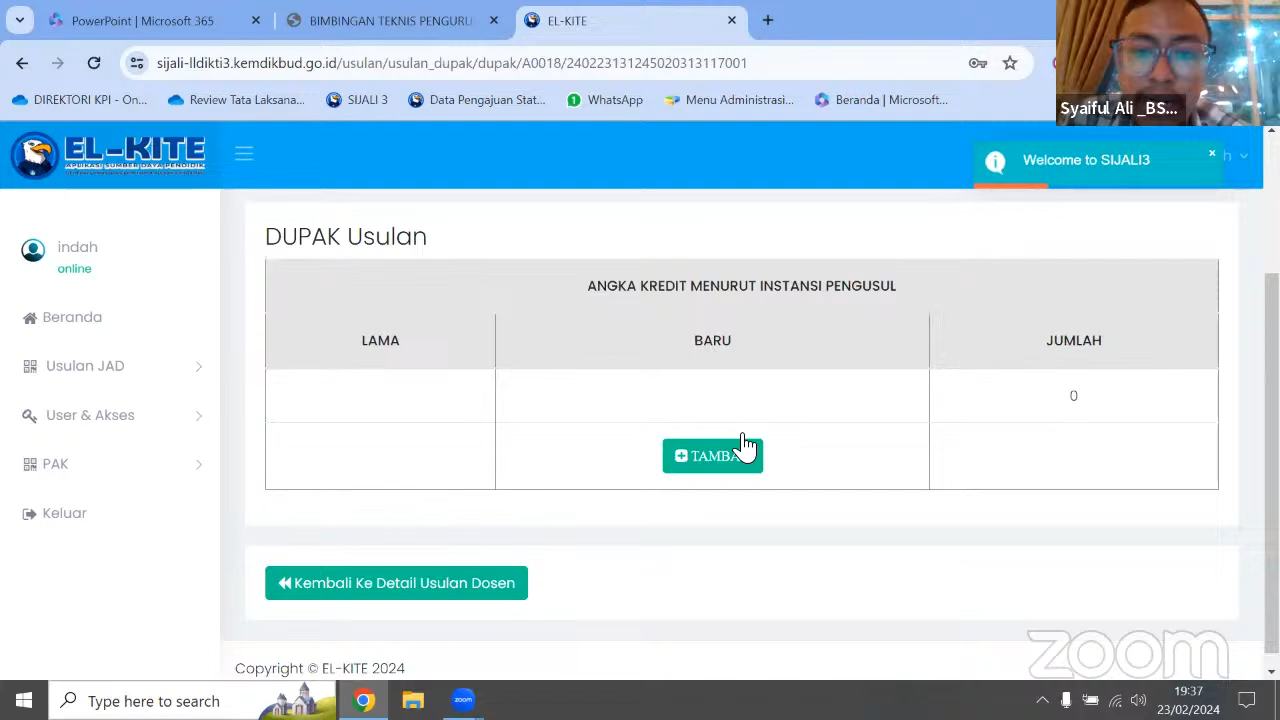 PowerPoint | Microsoft 365
BIMBINGAN TEKNIS PENGURU
EL-KITE
sijali-lldikti3.kemdikbud.go.id/usulan/usulan_dupak/dupak/A0018/240223131245020313117001
DIREKTORI KPI - On...
Review Tata Laksana...
SIJALI 3
Data Pengajuan Stat...
WhatsApp
Menu Administrasi...
Beranda | Microsoft...
Syaiful Ali _BS...
EL-KITE
Welcome to SIJALI3
h
indah
online
Beranda
Usulan JAD
User & Akses
PAK
Keluar
DUPAK Usulan
ANGKA KREDIT MENURUT INSTANSI PENGUSUL
LAMA BARU JUMLAH
0
TAMBA
Kembali Ke Detail Usulan Dosen
zoom
Copyright © EL-KITE 2024
Type here to search
zoom
19:37
23/02/2024